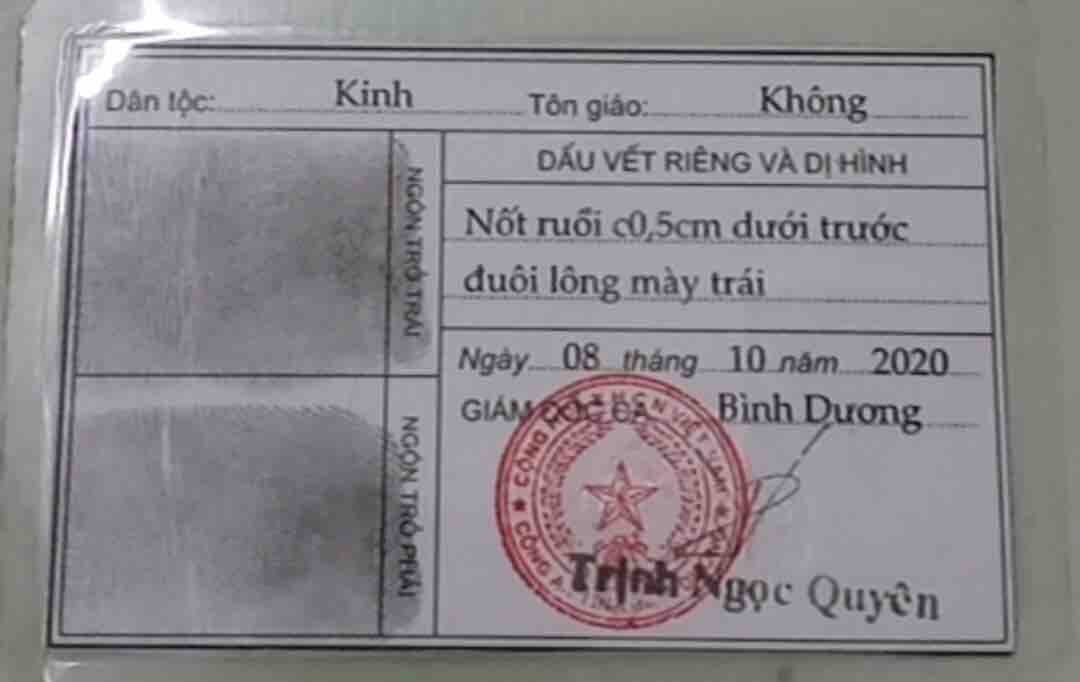 Dân tộc: Kinh Tôn giáo: Không
NGÓN TRỎ TRÁI
DẤU VẾT RIÊNG VÀ DỊ HÌNH
Nốt ruồi c0,5cm dưới trước
đuôi lông mày trái
Ngày 08 tháng 10 năm 2020
GIÁM ĐỐC CA Bình Dương
NGÓN TRỎ PHẢI
Trịnh Ngọc Quyên